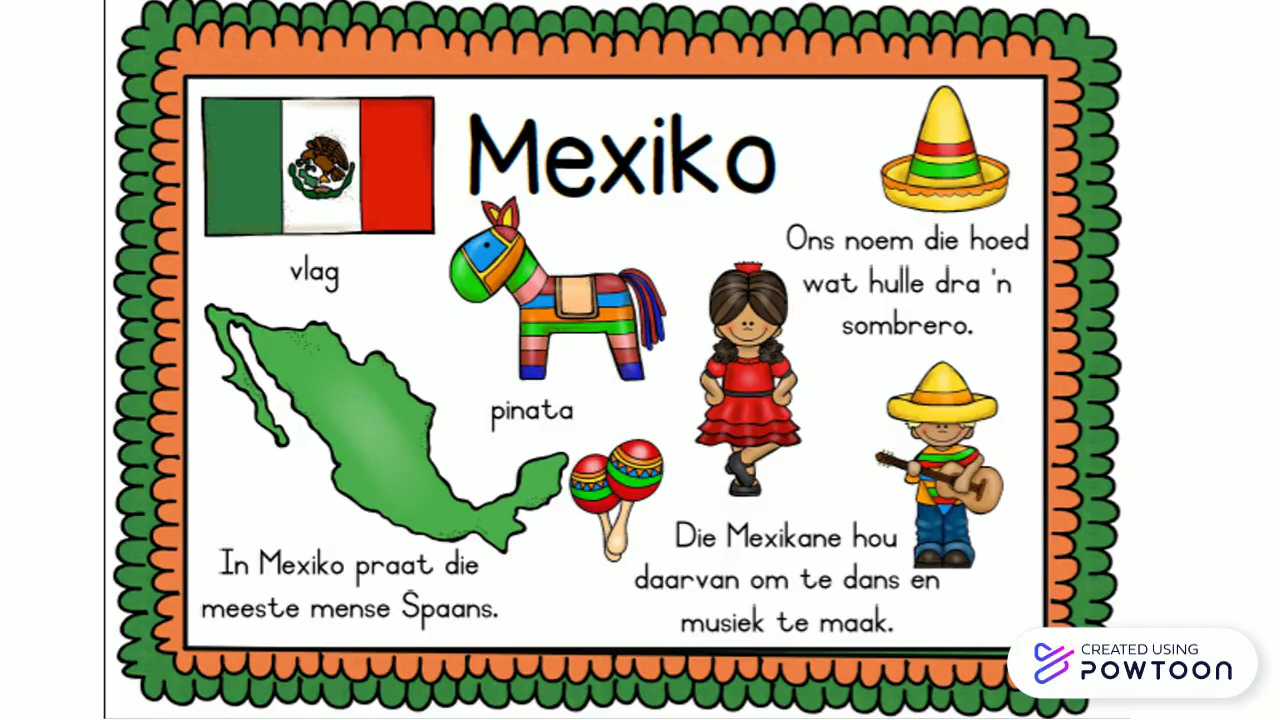 Mexiko
vlag
Ons noem die hoed
wat hulle dra 'n
sombrero.
pinata
In Mexiko praat die
meeste mense Spaans.
Die Mexikane hou
daarvan om te dans en
musiek te maak.
CREATED USING
POWTOON